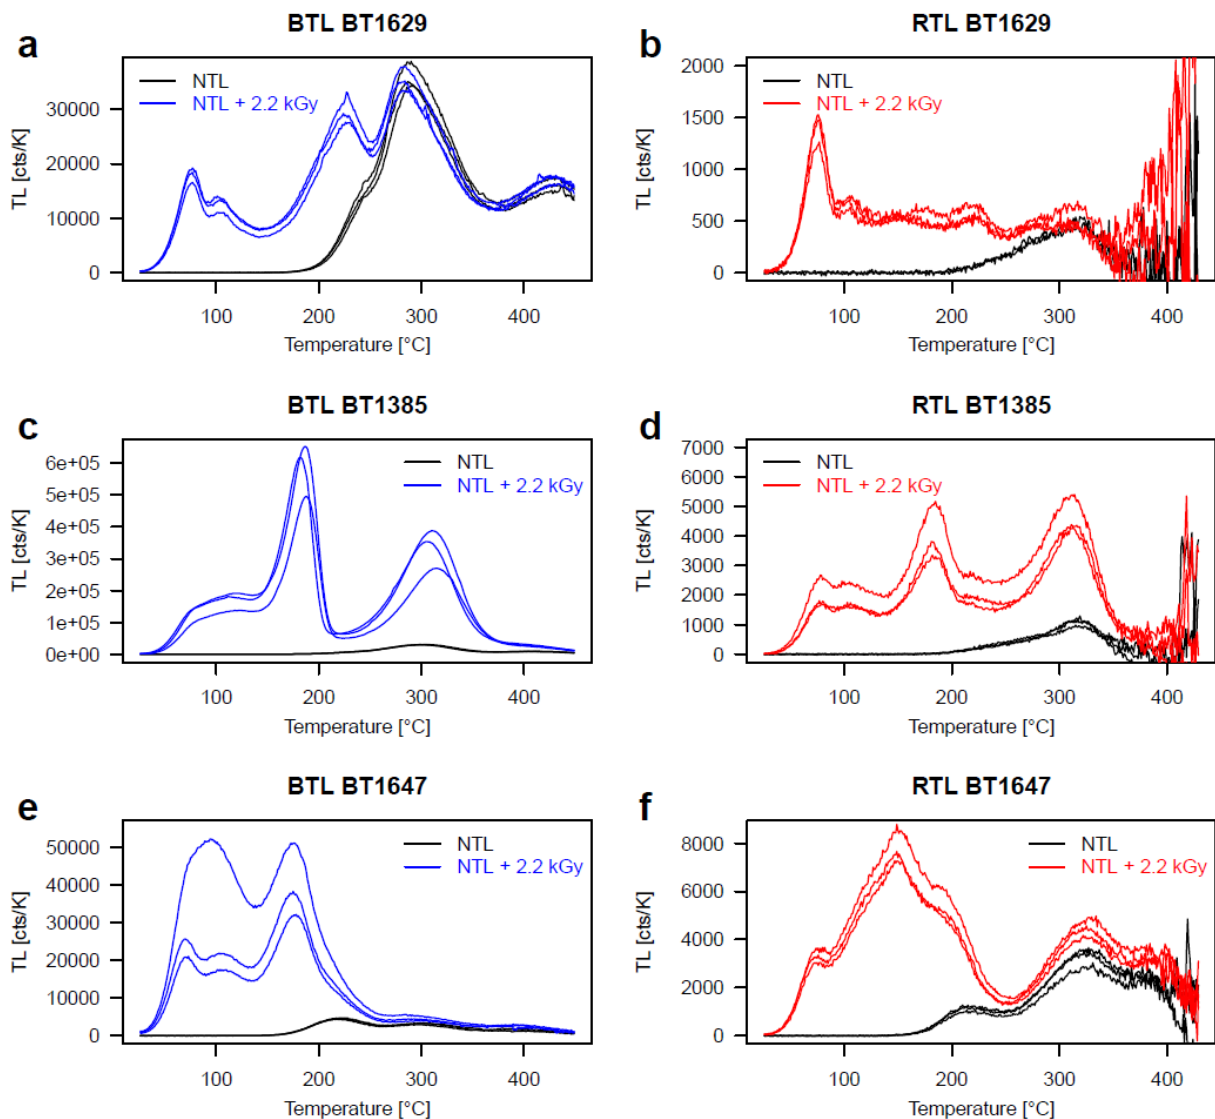 a
BTL BT1629
TL [cts/K]
30000
20000
10000
0
NTL
NTL + 2.2 kGy
100
200
300
400
Temperature [°C]
b
RTL BT1629
TL [cts/K]
2000
1500
1000
500
0
NTL
NTL + 2.2 kGy
100
200
300
400
Temperature [°C]
c
BTL BT1385
TL [cts/K]
6e+05
5e+05
4e+05
3e+05
2e+05
1e+05
0e+00
NTL
NTL + 2.2 kGy
100
200
300
400
Temperature [°C]
d
RTL BT1385
TL [cts/K]
7000
6000
5000
4000
3000
2000
1000
0
NTL
NTL + 2.2 kGy
100
200
300
400
Temperature [°C]
e
BTL BT1647
TL [cts/K]
50000
40000
30000
20000
10000
0
NTL
NTL + 2.2 kGy
100
200
300
400
Temperature [°C]
f
RTL BT1647
TL [cts/K]
8000
6000
4000
2000
0
NTL
NTL + 2.2 kGy
100
200
300
400
Temperature [°C]